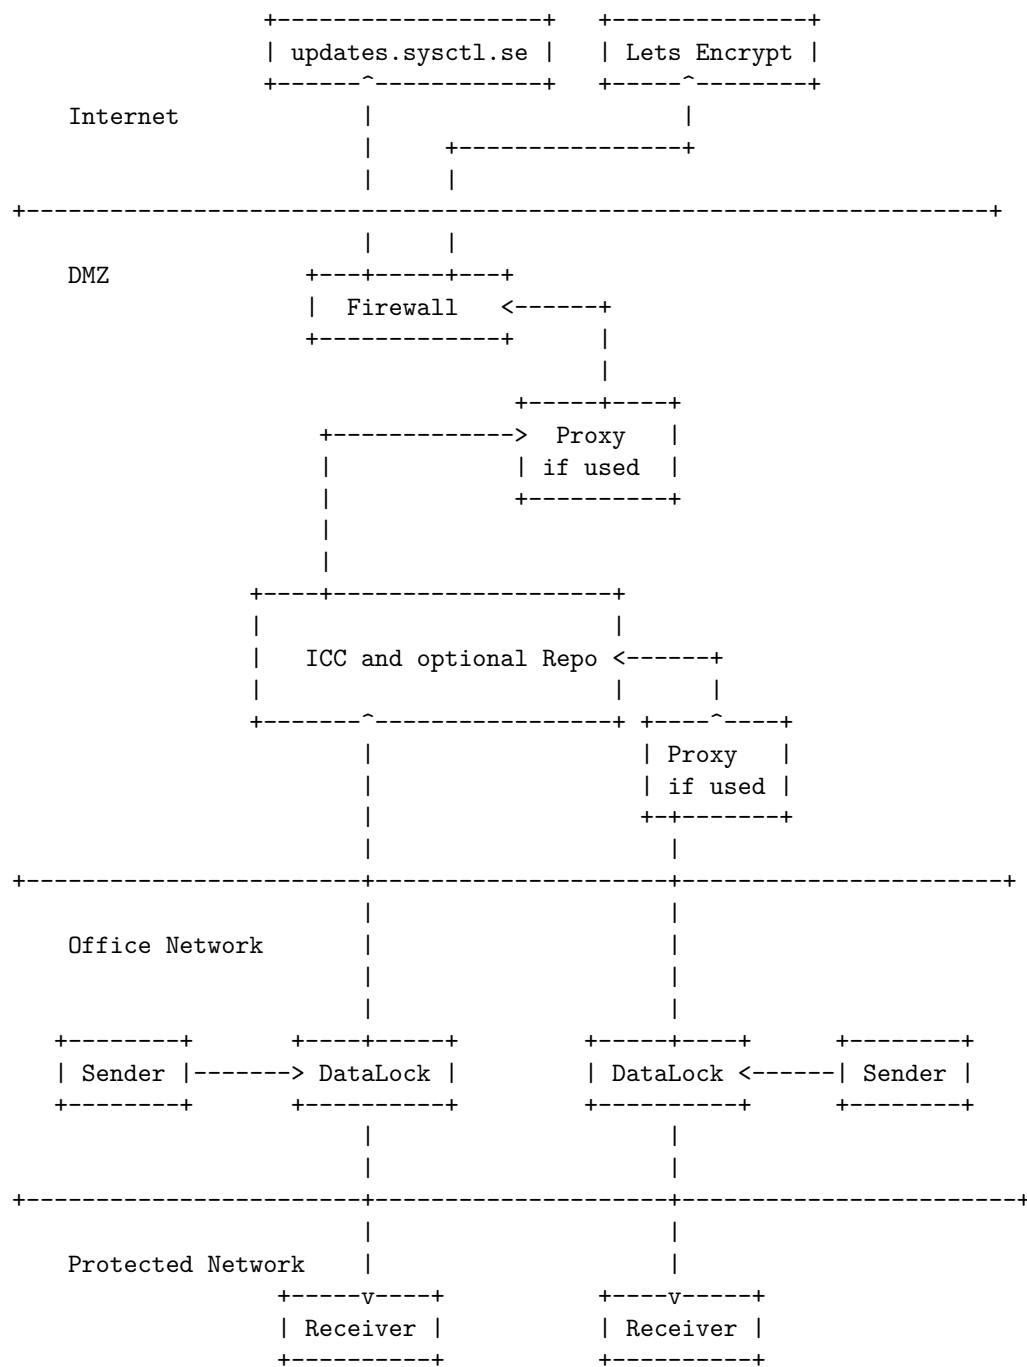 updates.sysctl.se Lets Encrypt
Internet
DMZ
Firewall
Proxy
if used
ICC and optional Repo
Proxy
if used
Office Network
Sender DataLock DataLock Sender
Protected Network
Receiver Receiver